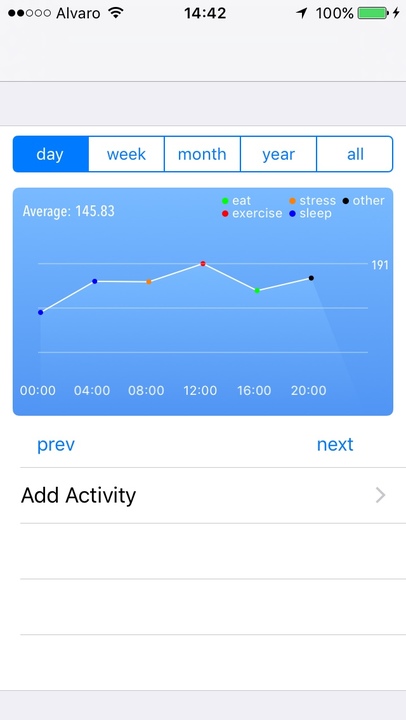 Alvaro 14:42 100%
day week month year all
Average: 145.83
eat stress other
exercise sleep
191
00:00 04:00 08:00 12:00 16:00 20:00
prev next
Add Activity